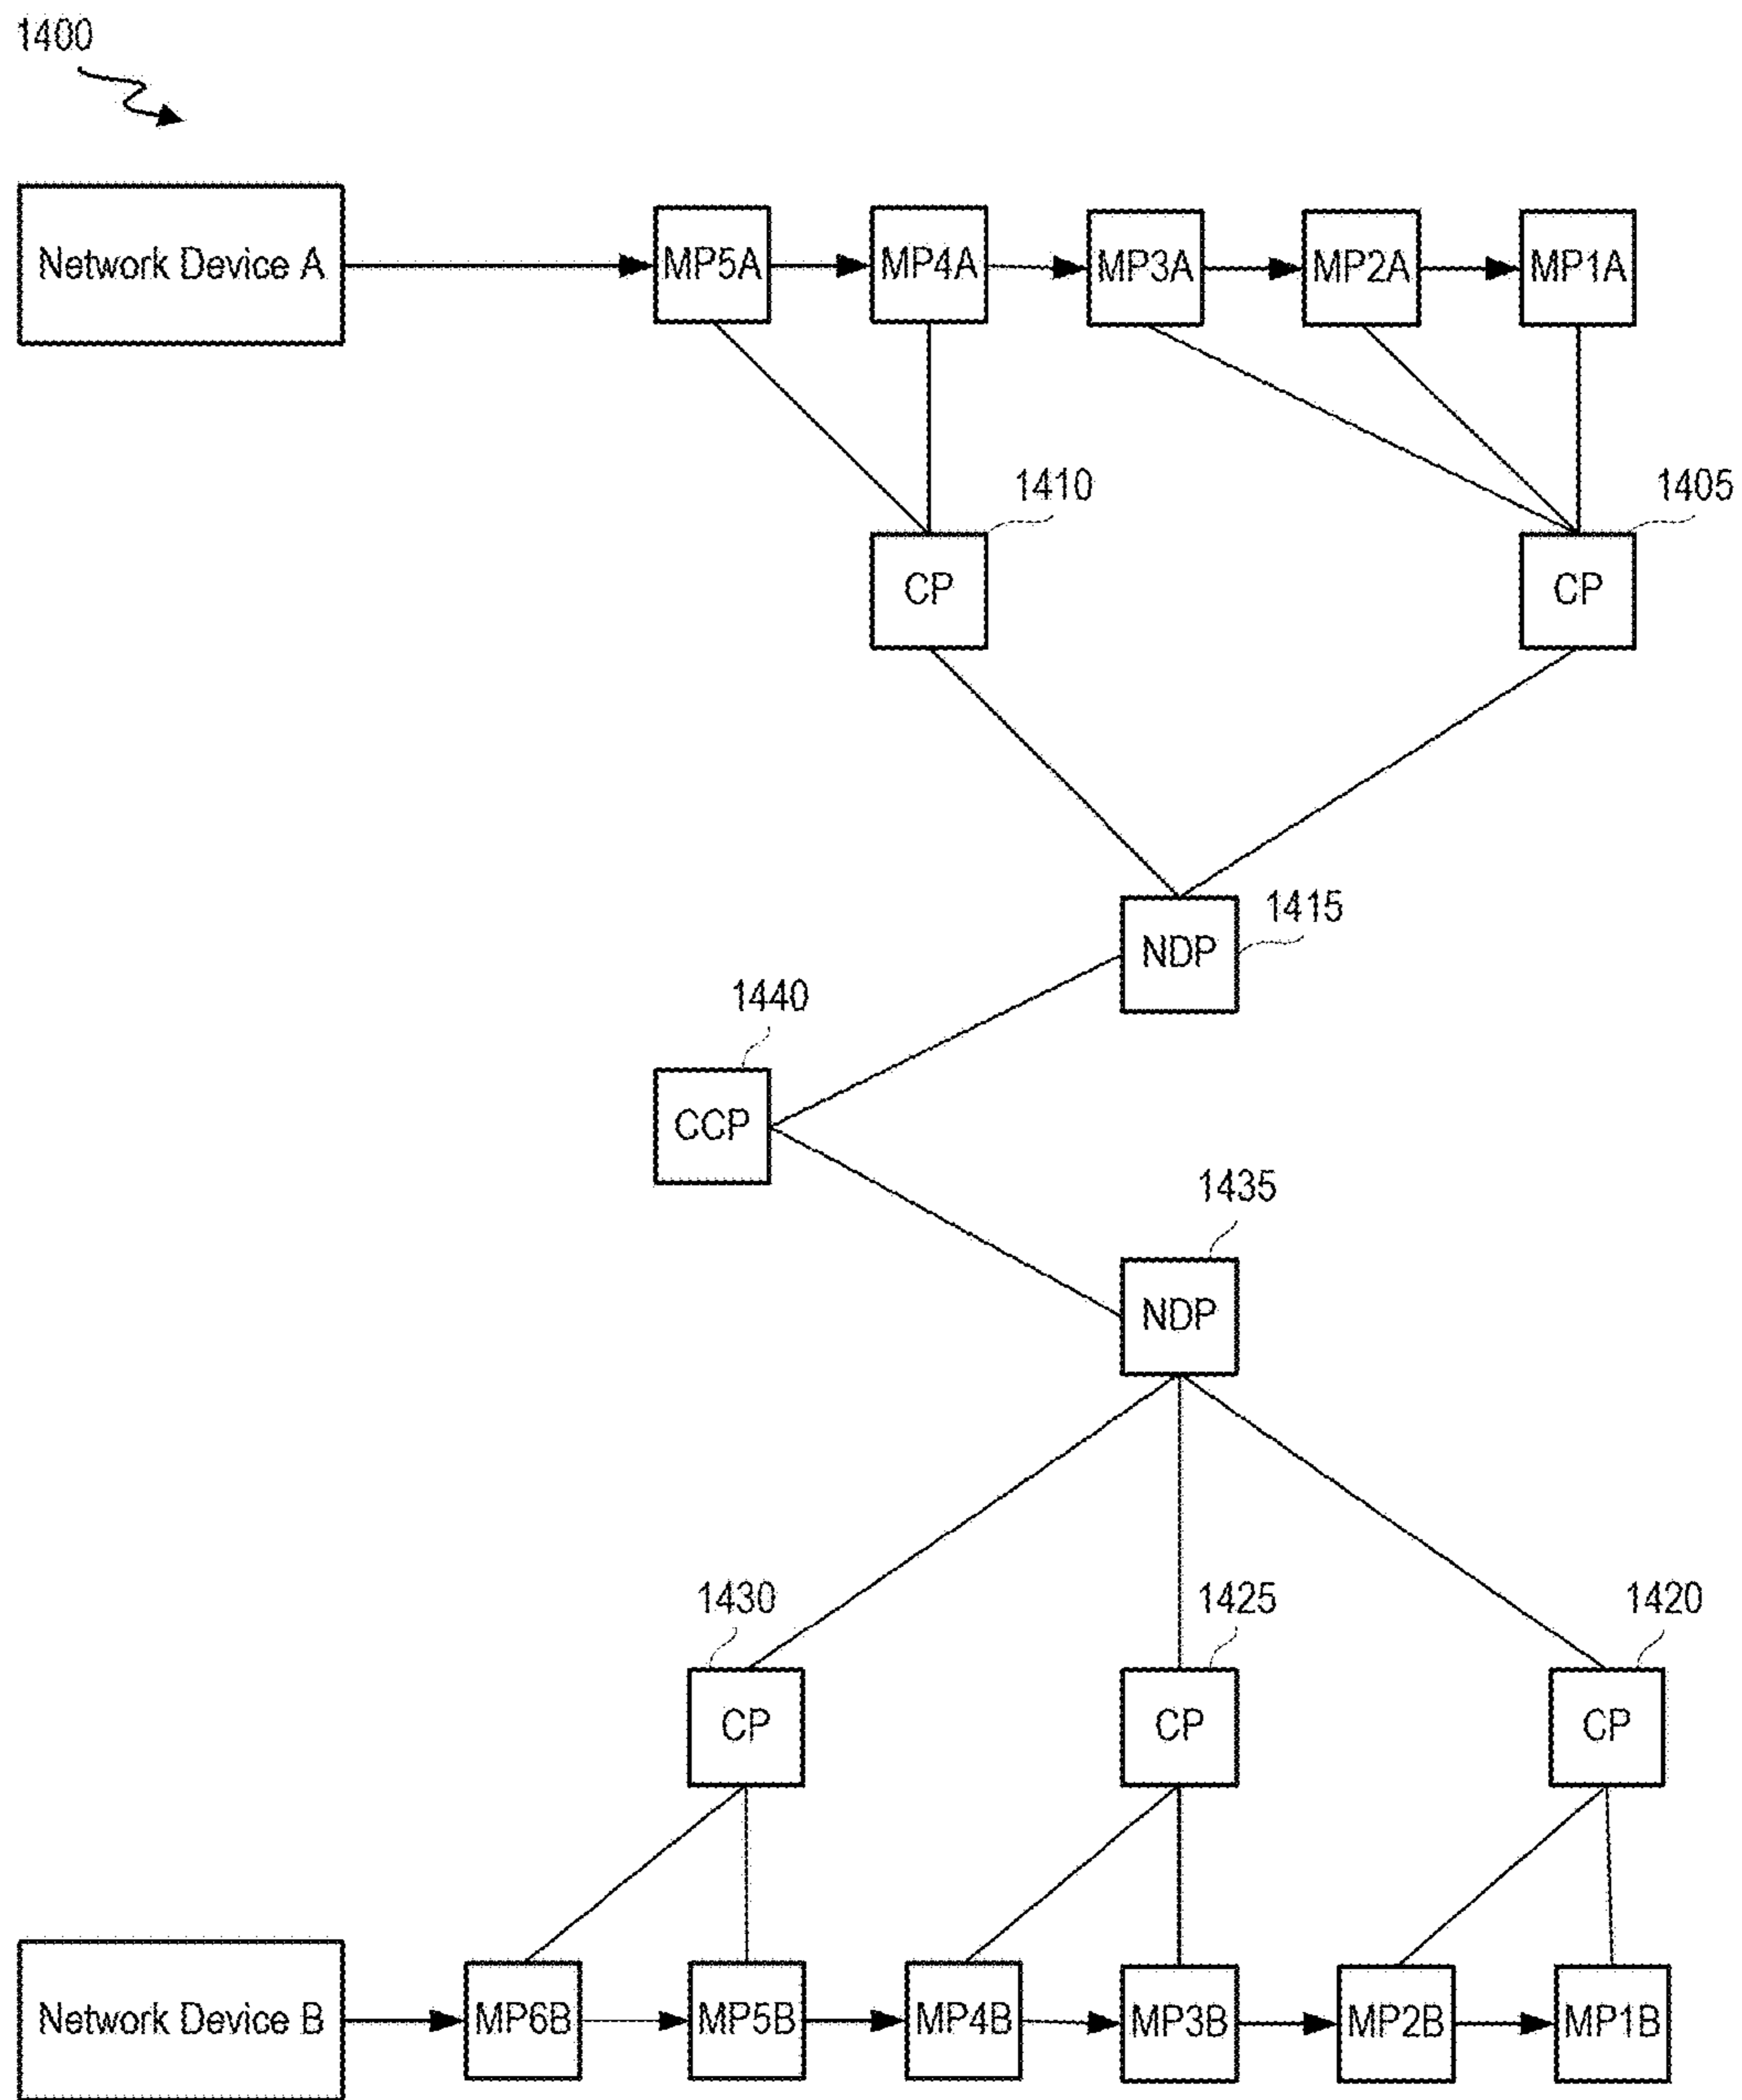 1400
Network Device A
MP5A
MP4A
MP3A
MP2A
MP1A
1410
1405
CP
CP
1415
NDP
1440
CCP
1435
NDP
1430
1425
1420
CP
CP
CP
Network Device B
MP6B
MP5B
MP4B
MP3B
MP2B
MP1B